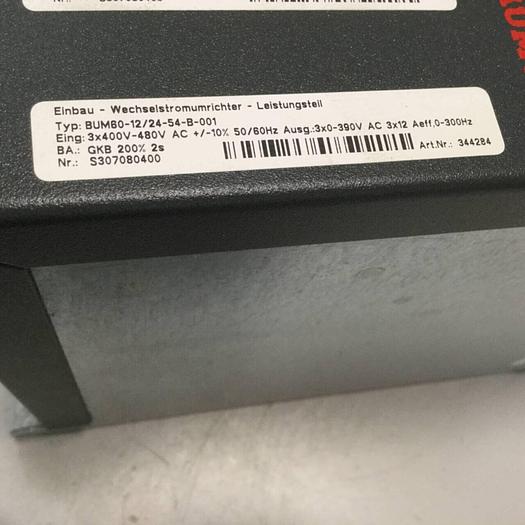 Einbau - Wechselstromumrichter - Leistungsteil
Typ: BUM60-12/24-54-B-001
Eing: 3x400V-480V AC +/-10% 50/60Hz Ausg.:3x0-390V AC 3x12 Aeff,0-300Hz
BA.: GKB 200% 2s
Nr.: S307080400
Art.Nr.: 344284